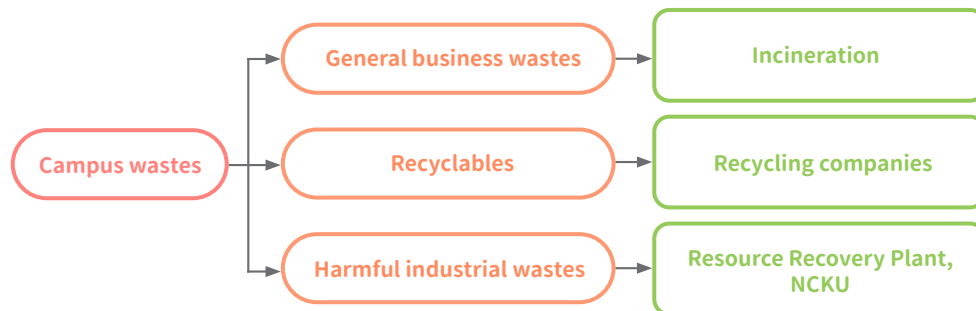 General business wastes
Incineration
Campus wastes
Recyclables
Recycling companies
Harmful industrial wastes
Resource Recovery Plant,
NCKU